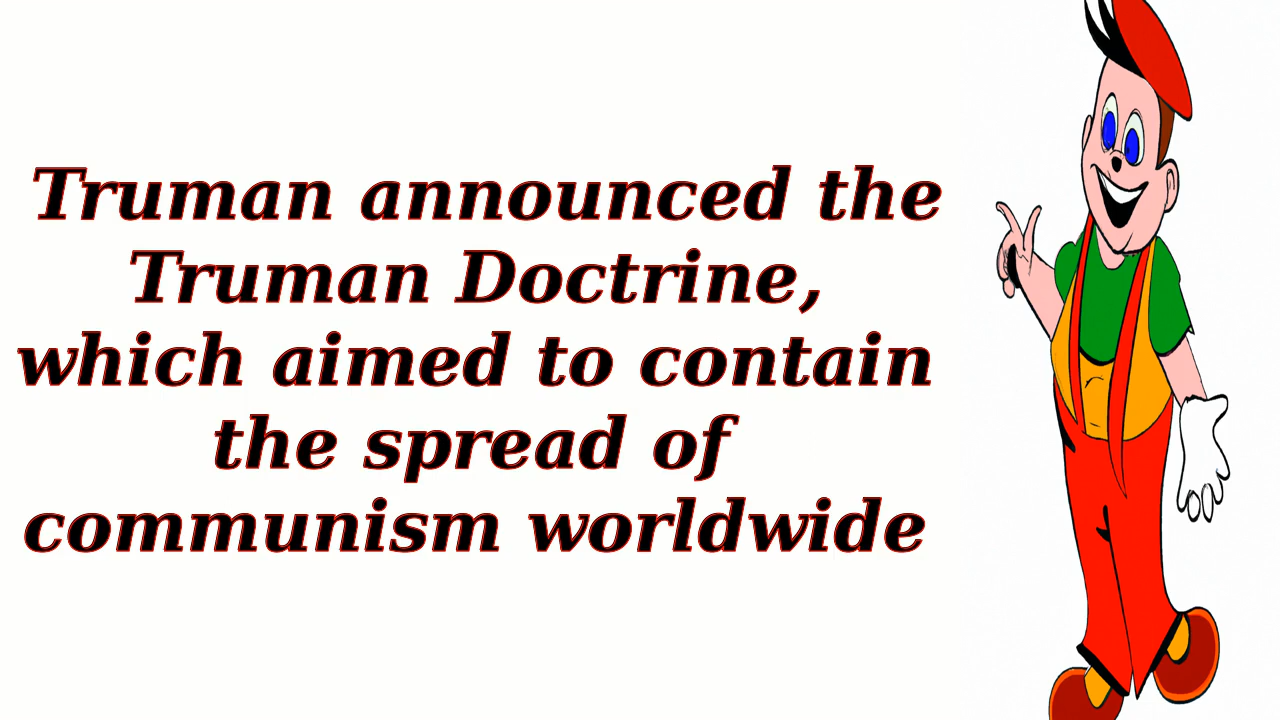 Truman announced the
Truman Doctrine,
which aimed to contain
the spread of
communism worldwide